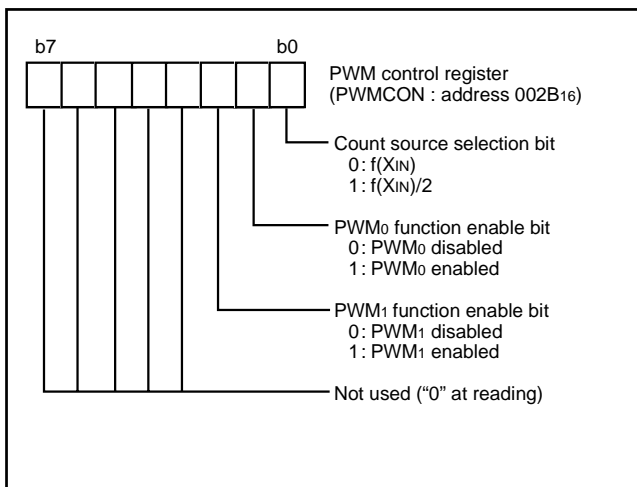 b7 b0
PWM control register
(PWMCON : address 002B16)
Count source selection bit
0: f(XIN)
1: f(XIN)/2
PWM0 function enable bit
0: PWM0 disabled
1: PWM0 enabled
PWM1 function enable bit
0: PWM1 disabled
1: PWM1 enabled
Not used (“0” at reading)